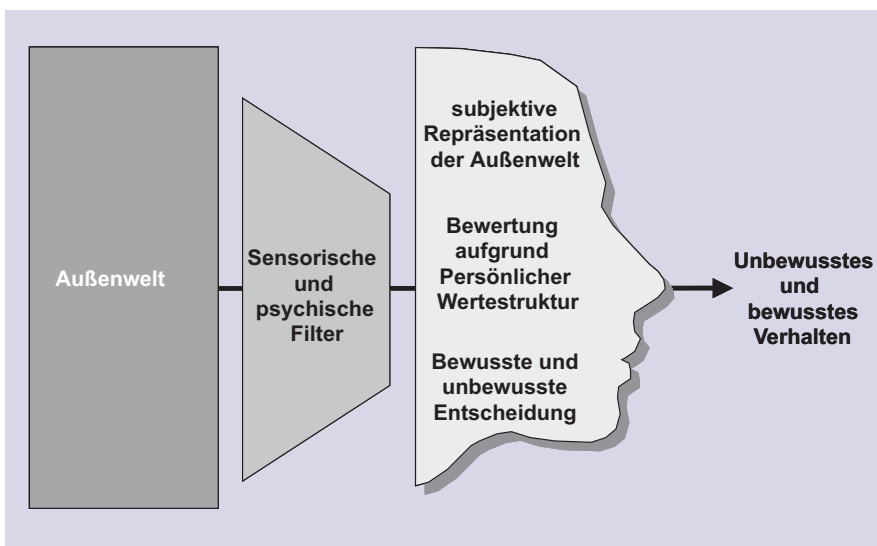 Außenwelt
Sensorische
und
psychische
Filter
subjektive
Repräsentation
der Außenwelt
Bewertung
aufgrund
Persönlicher
Wertestruktur
Bewusste und
unbewusste
Entscheidung
Unbewusstes
und
bewusstes
Verhalten